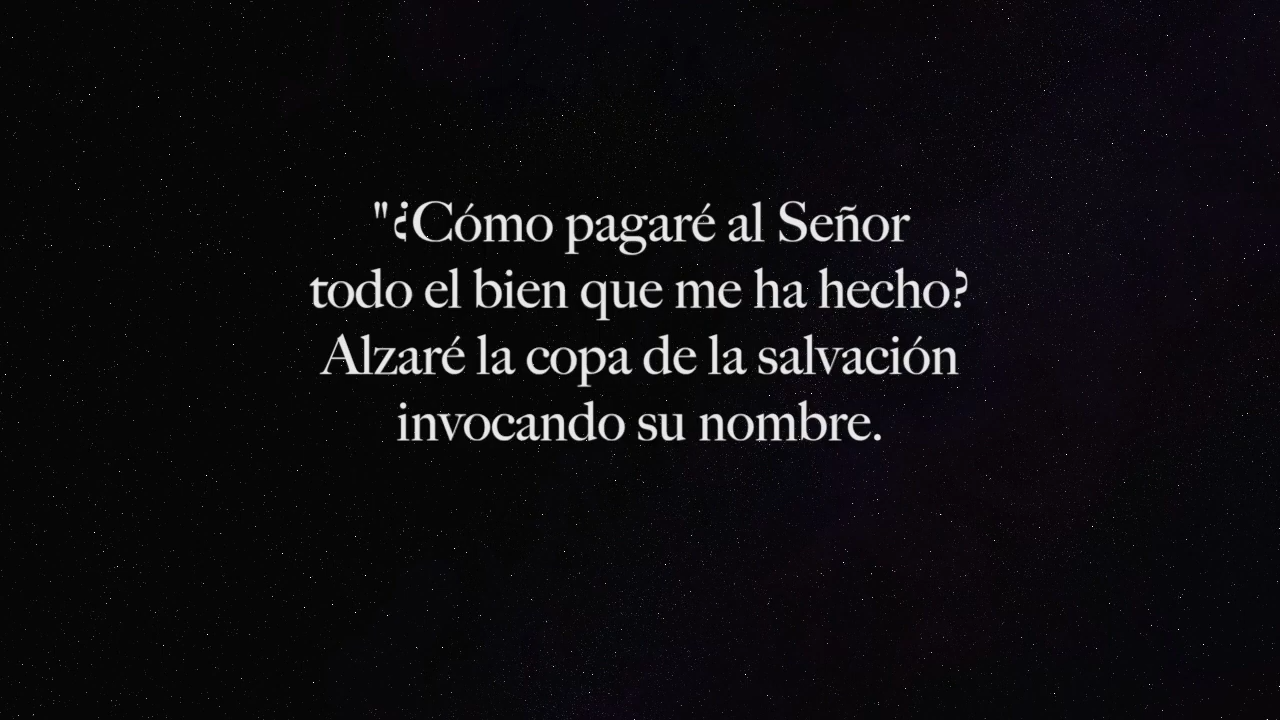 "¿Cómo pagaré al Señor
todo el bien que me ha hecho?
Alzaré la copa de la salvación
invocando su nombre.